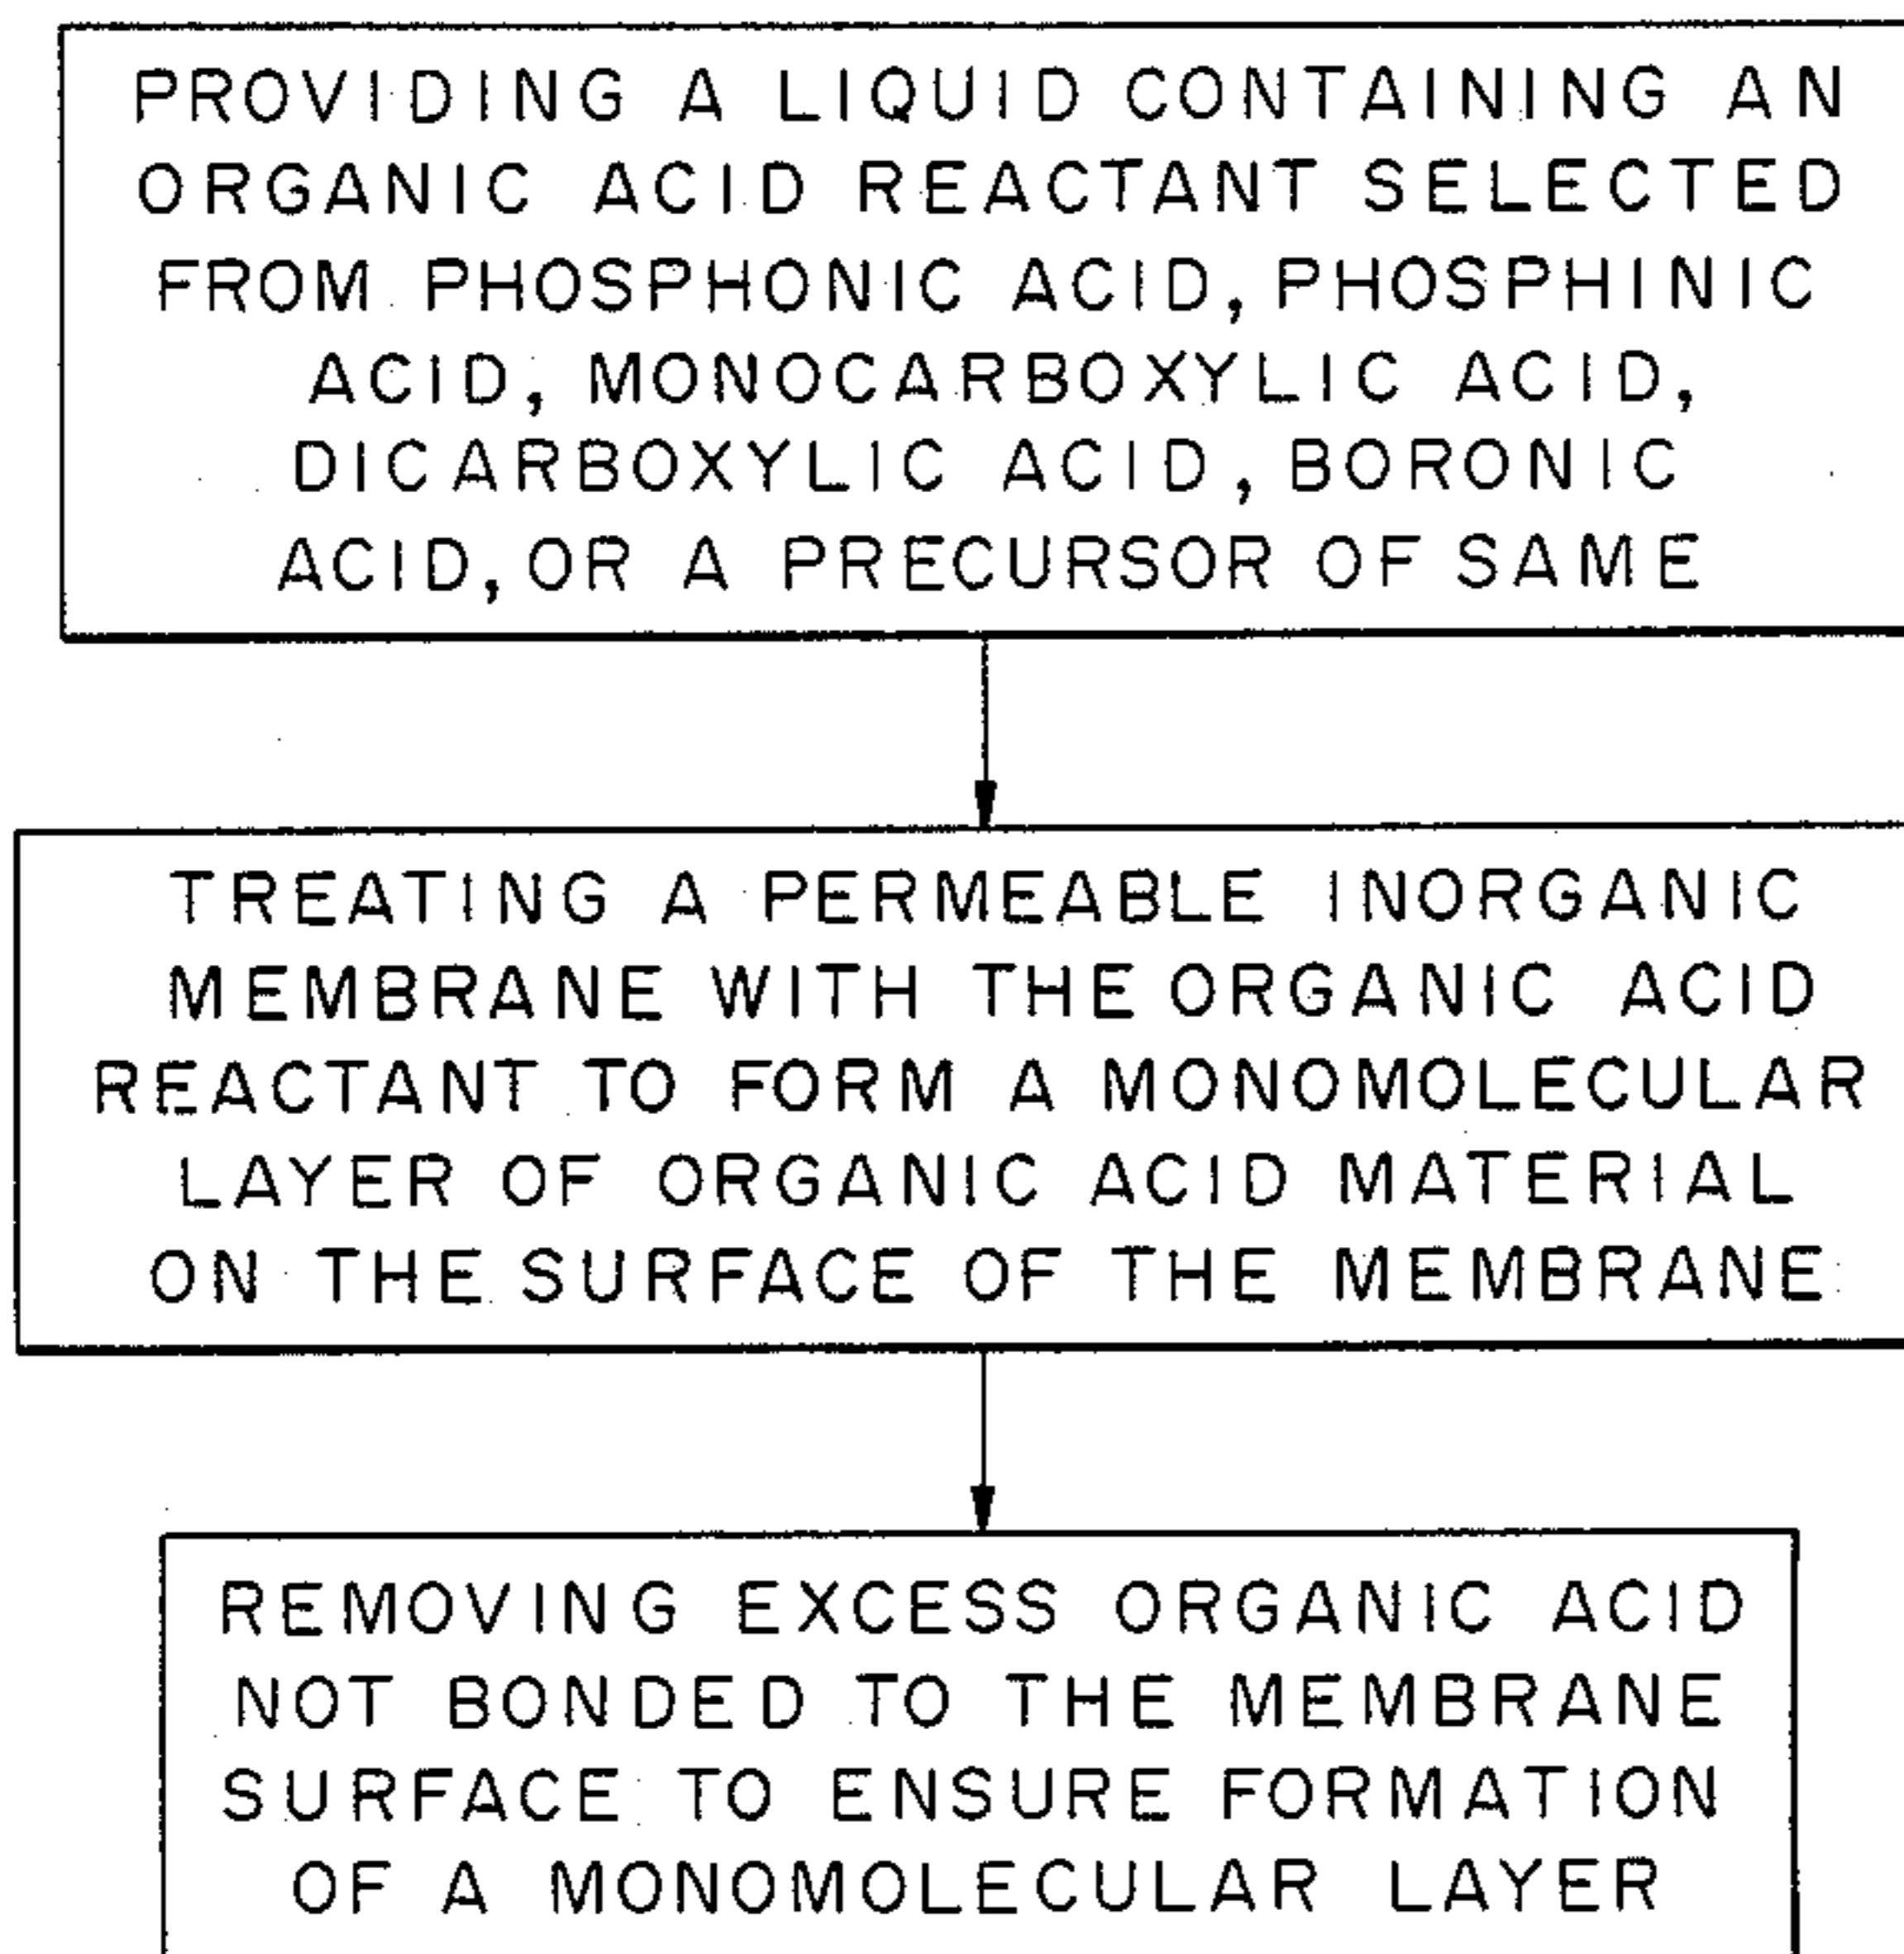 PROVIDING A LIQUID CONTAINING AN
ORGANIC ACID REACTANT SELECTED
FROM PHOSPHONIC ACID, PHOSPHINIC
ACID, MONOCARBOXYLIC ACID,
DICARBOXYLIC ACID, BORONIC
ACID, OR A PRECURSOR OF SAME
TREATING A PERMEABLE INORGANIC
MEMBRANE WITH THE ORGANIC ACID
REACTANT TO FORM A MONOMOLECULAR
LAYER OF ORGANIC ACID MATERIAL
ON THE SURFACE OF THE MEMBRANE
REMOVING EXCESS ORGANIC ACID
NOT BONDED TO THE MEMBRANE
SURFACE TO ENSURE FORMATION
OF A MONOMOLECULAR LAYER